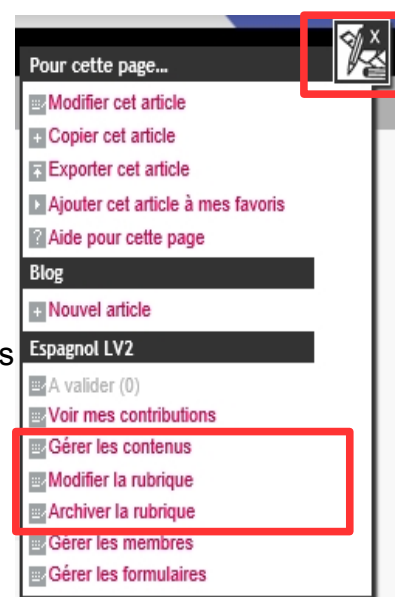 X
Pour cette page...
Modifier cet article
Copier cet article
Exporter cet article
Ajouter cet article à mes favoris
? Aide pour cette page
Blog
Nouvel article
s
Espagnol LV2
A valider (0)
Voir mes contributions
Gérer les contenus
Modifier la rubrique
Archiver la rubrique
Gérer les membres
Gérer les formulaires